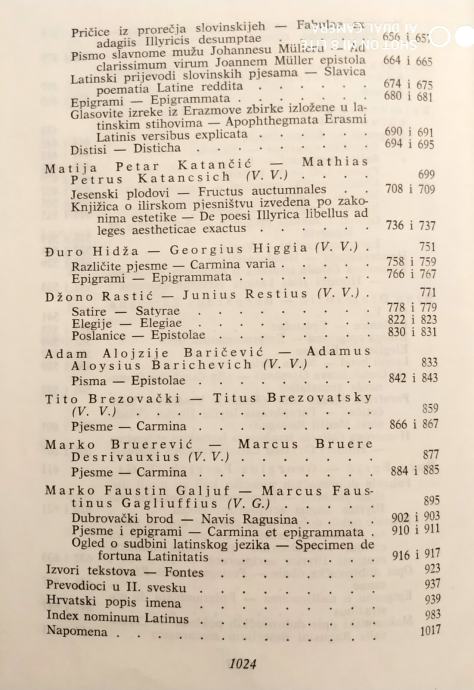 Pričice iz prorečja slovinskijeh — Fabulae ex
adagiis Illyricis desumptae . . . . . 656 i 657
Pismo slavnome mužu Johannesu Mülleru — Ad
clarissimum virum Joannem Müller epistola 664 i 665
Latinski prijevodi slovinskih pjesama — Slavica
poematia Latine reddita . . . . . 674 i 675
Epigrami — Epigrammata . . . . . 680 i 681
Glasovite izreke iz Erazmove zbirke izložene u la-
tinskim stihovima — Apophthegmata Erasmi
Latinis versibus explicata . . . . . 690 i 691
Distisi — Disticha . . . . . 694 i 695
Matija Petar Katančić — Mathias
Petrus Katancsich (V. V.) . . . . 699
Jesenski plodovi — Fructus auctumnales . . 708 i 709
Knjižica o ilirskom pjesništvu izvedena po zako-
nima estetike — De poesi Illyrica libellus ad
leges aestheticae exactus . . . . . 736 i 737
Đuro Hidža — Georgius Higgia (V. V.) . 751
Različite pjesme — Carmina varia . . . . 758 i 759
Epigrami — Epigrammata . . . . . 766 i 767
Džono Rastić — Junius Restius (V. V.) . 771
Satire — Satyrae . . . . . 778 i 779
Elegije — Elegiae . . . . . 822 i 823
Poslanice — Epistolae . . . . . 830 i 831
Adam Alojzije Baričević — Adamus
Aloysius Barichevich (V. V.) . . . 833
Pisma — Epistolae . . . . . 842 i 843
Tito Brezovački — Titus Brezovatsky
(V. V.) . . . . . 859
Pjesme — Carmina . . . . . 866 i 867
Marko Bruerević — Marcus Bruere
Desrivauxius (V. V.) . . . . . 877
Pjesme — Carmina . . . . . 884 i 885
Marko Faustin Galjuf — Marcus Faus-
tinus Gagliuffius (V. G.) . . . . 895
Dubrovački brod — Navis Ragusina . . . 902 i 903
Pjesme i epigrami — Carmina et epigrammata . 910 i 911
Ogled o sudbini latinskog jezika — Specimen de
fortuna Latinitatis . . . . . 916 i 917
Izvori tekstova — Fontes . . . . . 923
Prevodioci u II. svesku . . . . . 937
Hrvatski popis imena . . . . . 939
Index nominum Latinus . . . . . 983
Napomena . . . . . 1017
1024